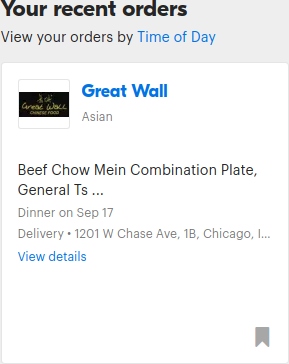 Your recent orders
View your orders by Time of Day
Great Wall
CHINESE FOOD
Great Wall
Asian
Beef Chow Mein Combination Plate,
General Ts ...
Dinner on Sep 17
Delivery • 1201 W Chase Ave, 1B, Chicago, I...
View details